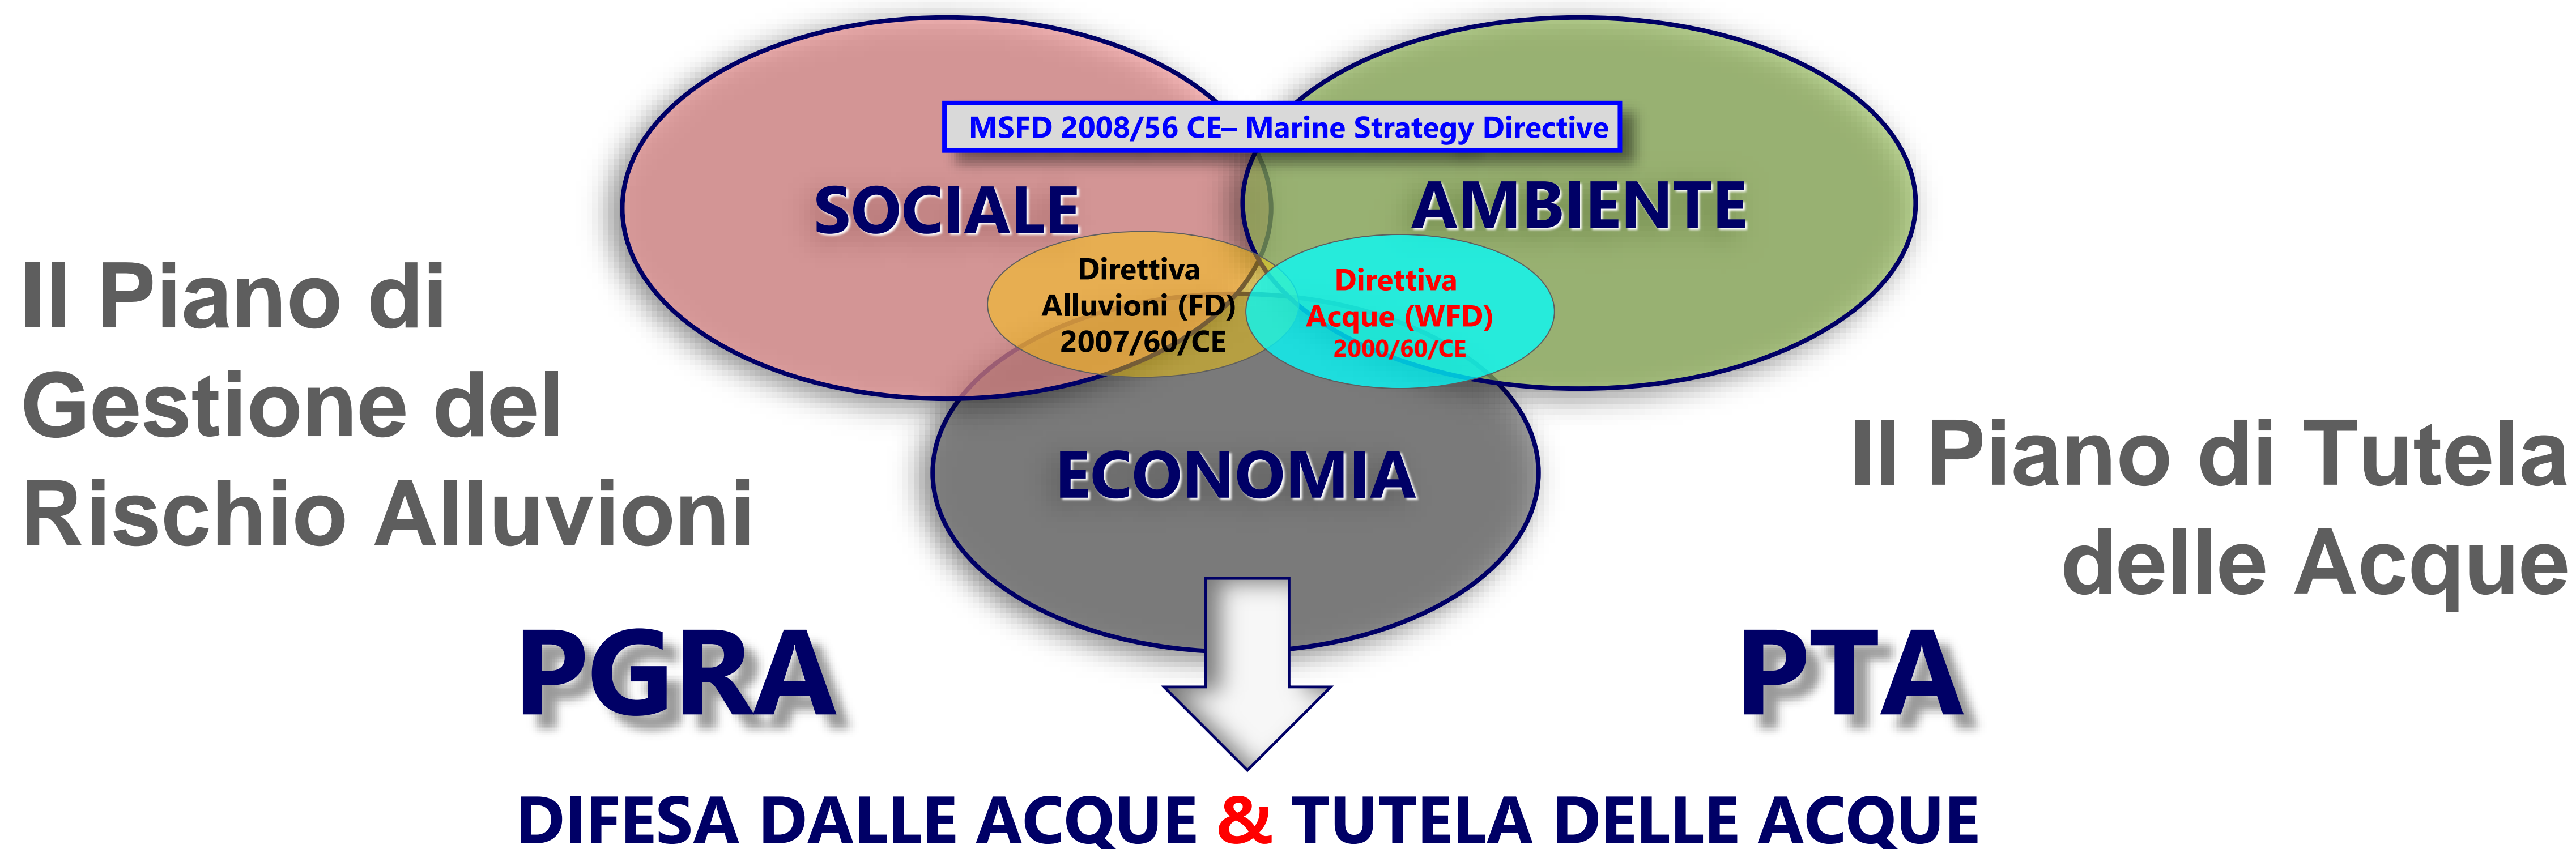 MSFD 2008/56 CE– Marine Strategy Directive
SOCIALE
AMBIENTE
Direttiva
Alluvioni (FD)
2007/60/CE
Direttiva
Acque (WFD)
2000/60/CE
ECONOMIA
Il Piano di
Gestione del
Rischio Alluvioni
Il Piano di Tutela
delle Acque
PGRA
PTA
DIFESA DALLE ACQUE & TUTELA DELLE ACQUE